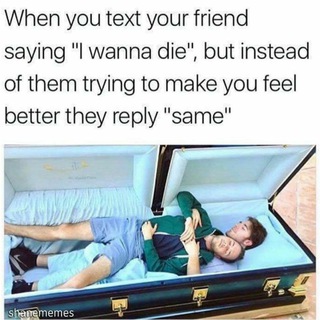 When you text your friend
saying "I wanna die", but instead
of them trying to make you feel
better they reply "same"
shanememes